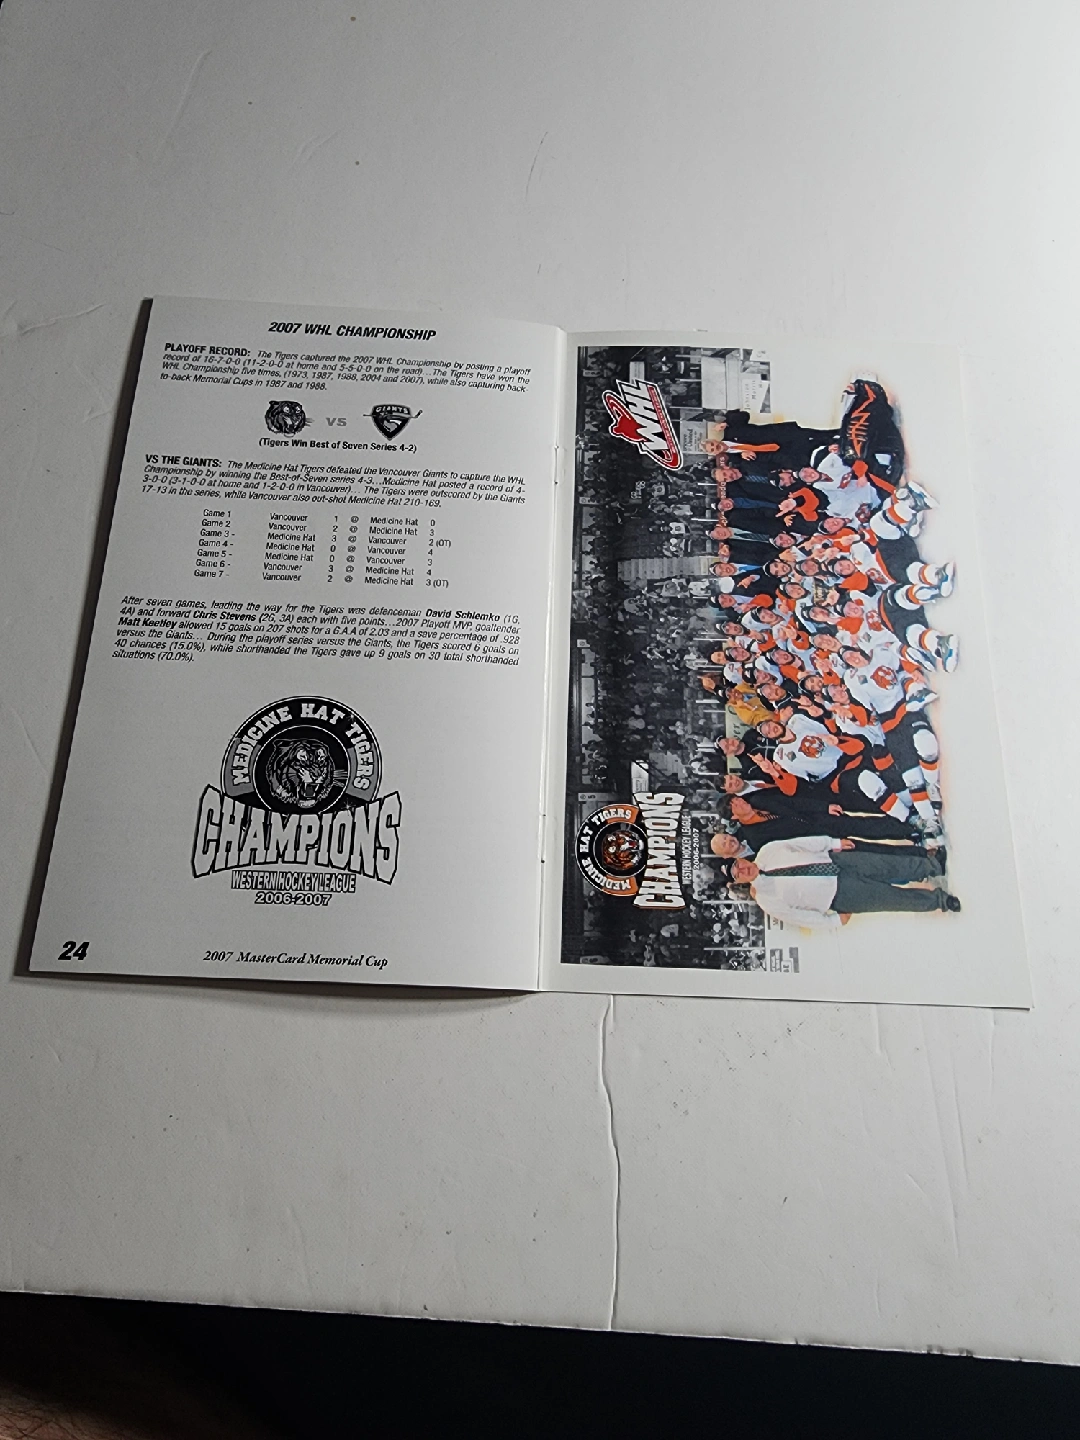 2007 WHL CHAMPIONSHIP
PLAYOFF RECORD: The Tigers captured the 2007 WHL Championship by posting a playoff
record of 16-7-0-0 (11-2-0-0 at home and 5-5-0-0 on the road)...The Tigers have won the
WHL Championship five times, (1973, 1987, 1988, 2004 and 2007), while also capturing back-
to-back Memorial Cups in 1987 and 1988.
GIANTS
VS
(Tigers Win Best of Seven Series 4-2)
VS THE GIANTS: The Medicine Hat Tigers defeated the Vancouver Giants to capture the WHL
Championship by winning the Best-of-Seven series 4-3...Medicine Hat posted a record of 4-
3-0-0 (3-1-0-0 at home and 1-2-0-0 in Vancouver)... The Tigers were outscored by the Giants
17-13 in the series, while Vancouver also out-shot Medicine Hat 210-169.
Game 1 Vancouver 1 @ Medicine Hat 0
Game 2 Vancouver 2 @ Medicine Hat 3
Game 3 - Medicine Hat 3 @ Vancouver 2 (OT)
Game 4 - Medicine Hat 0 @ Vancouver 4
Game 5 - Medicine Hat 0 @ Vancouver 3
Game 6 - Vancouver 3 @ Medicine Hat 4
Game 7 - Vancouver 2 @ Medicine Hat 3 (OT)
After seven games, leading the way for the Tigers was defenceman David Schlemko (1G,
4A) and forward Chris Stevens (2G, 3A) each with five points...2007 Playoff MVP goaltender
Matt Keetley allowed 15 goals on 207 shots for a G.A.A of 2.03 and a save percentage of .928
versus the Giants... During the playoff series versus the Giants, the Tigers scored 6 goals on
40 chances (15.0%), while shorthanded the Tigers gave up 9 goals on 30 total shorthanded
situations (70.0%).
MEDICINE HAT TIGERS
CHAMPIONS
WESTERN HOCKEY LEAGUE
2006-2007
24
2007 MasterCard Memorial Cup
WHL
MEDICINE HAT TIGERS
CHAMPIONS
WESTERN HOCKEY LEAGUE
2006-2007